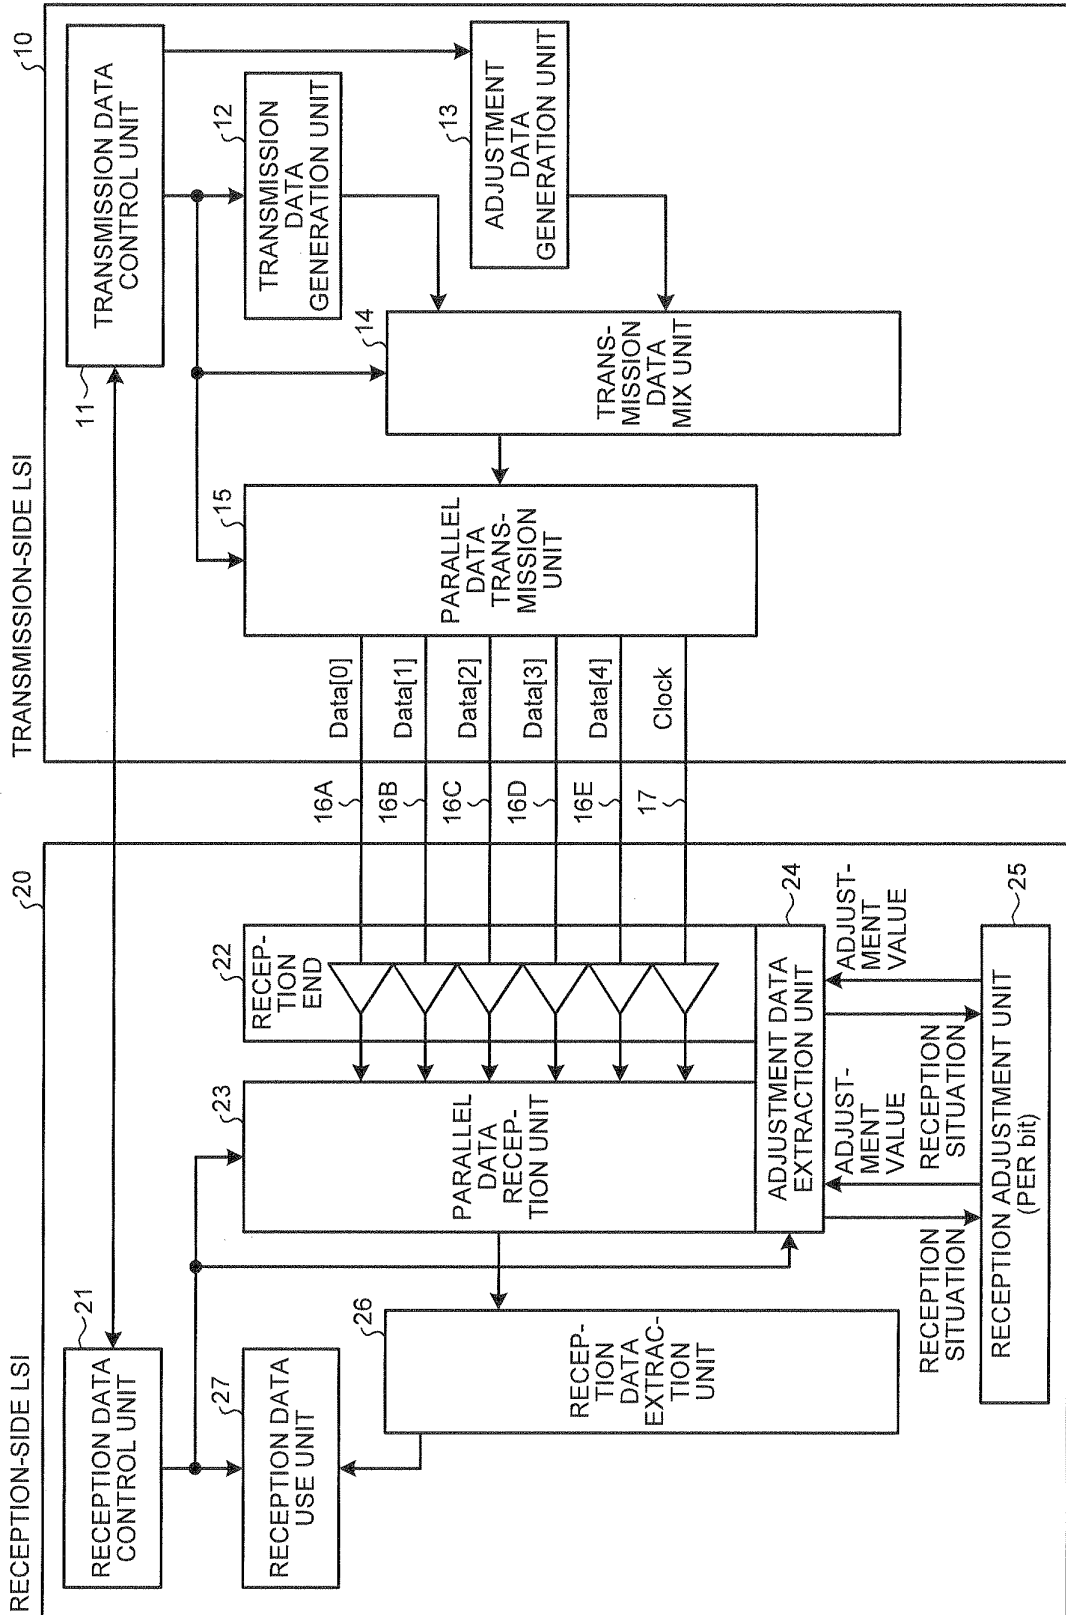 RECEPTION-SIDE LSI
20
RECEPTION DATA
CONTROL UNIT
21
RECEPTION DATA
USE UNIT
27
RECEP-
TION
DATA
EXTRAC-
TION
UNIT
26
PARALLEL
DATA
RECEP-
TION UNIT
23
RECEP-
TION
END
22
ADJUSTMENT DATA
EXTRACTION UNIT
24
RECEPTION
SITUATION
ADJUST-
MENT
VALUE
RECEPTION
SITUATION
ADJUST-
MENT
VALUE
RECEPTION ADJUSTMENT UNIT
(PER bit)
25
16A
16B
16C
16D
16E
17
TRANSMISSION-SIDE LSI
10
Data[0]
Data[1]
Data[2]
Data[3]
Data[4]
Clock
PARALLEL
DATA
TRANS-
MISSION
UNIT
15
TRANS-
MISSION
DATA
MIX UNIT
14
TRANSMISSION DATA
CONTROL UNIT
11
TRANSMISSION
DATA
GENERATION UNIT
12
ADJUSTMENT
DATA
GENERATION UNIT
13